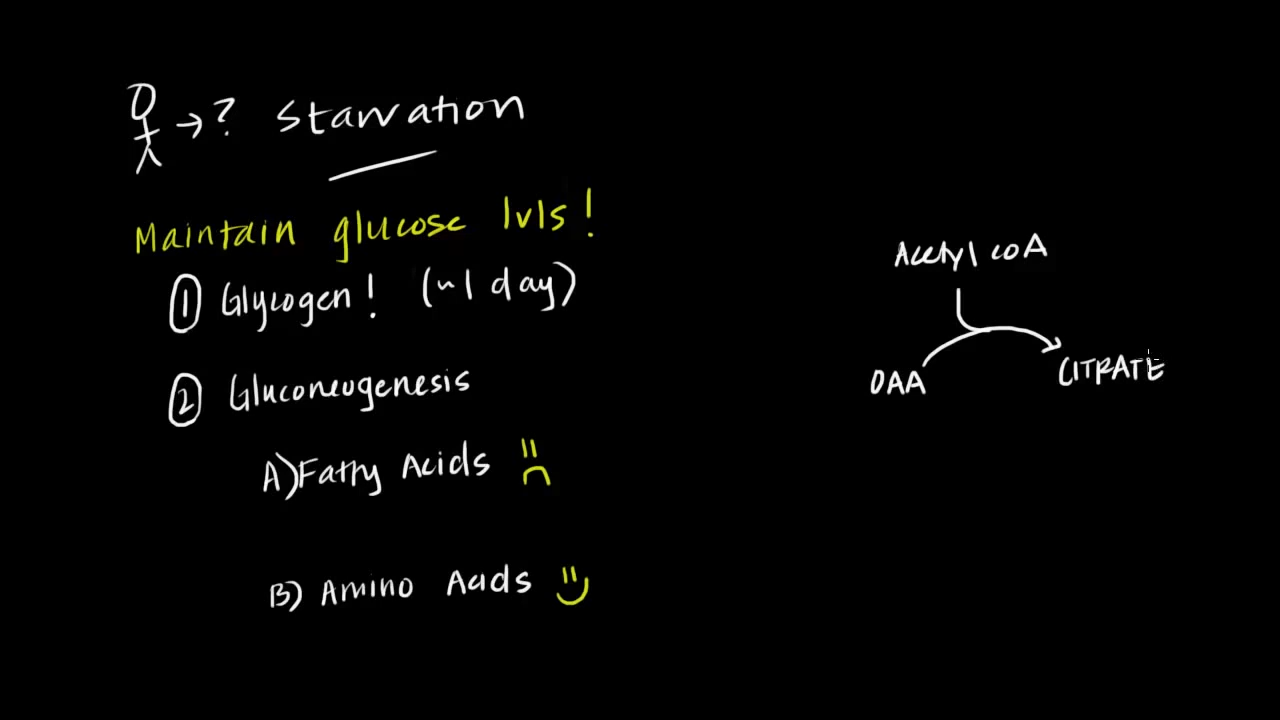 → ? Starvation
Maintain glucose lvls!
① Glycogen! (~1 day)
② Gluconeogenesis
A) Fatty Acids
B) Amino Acids
Acetyl coA
OAA
CITRATE